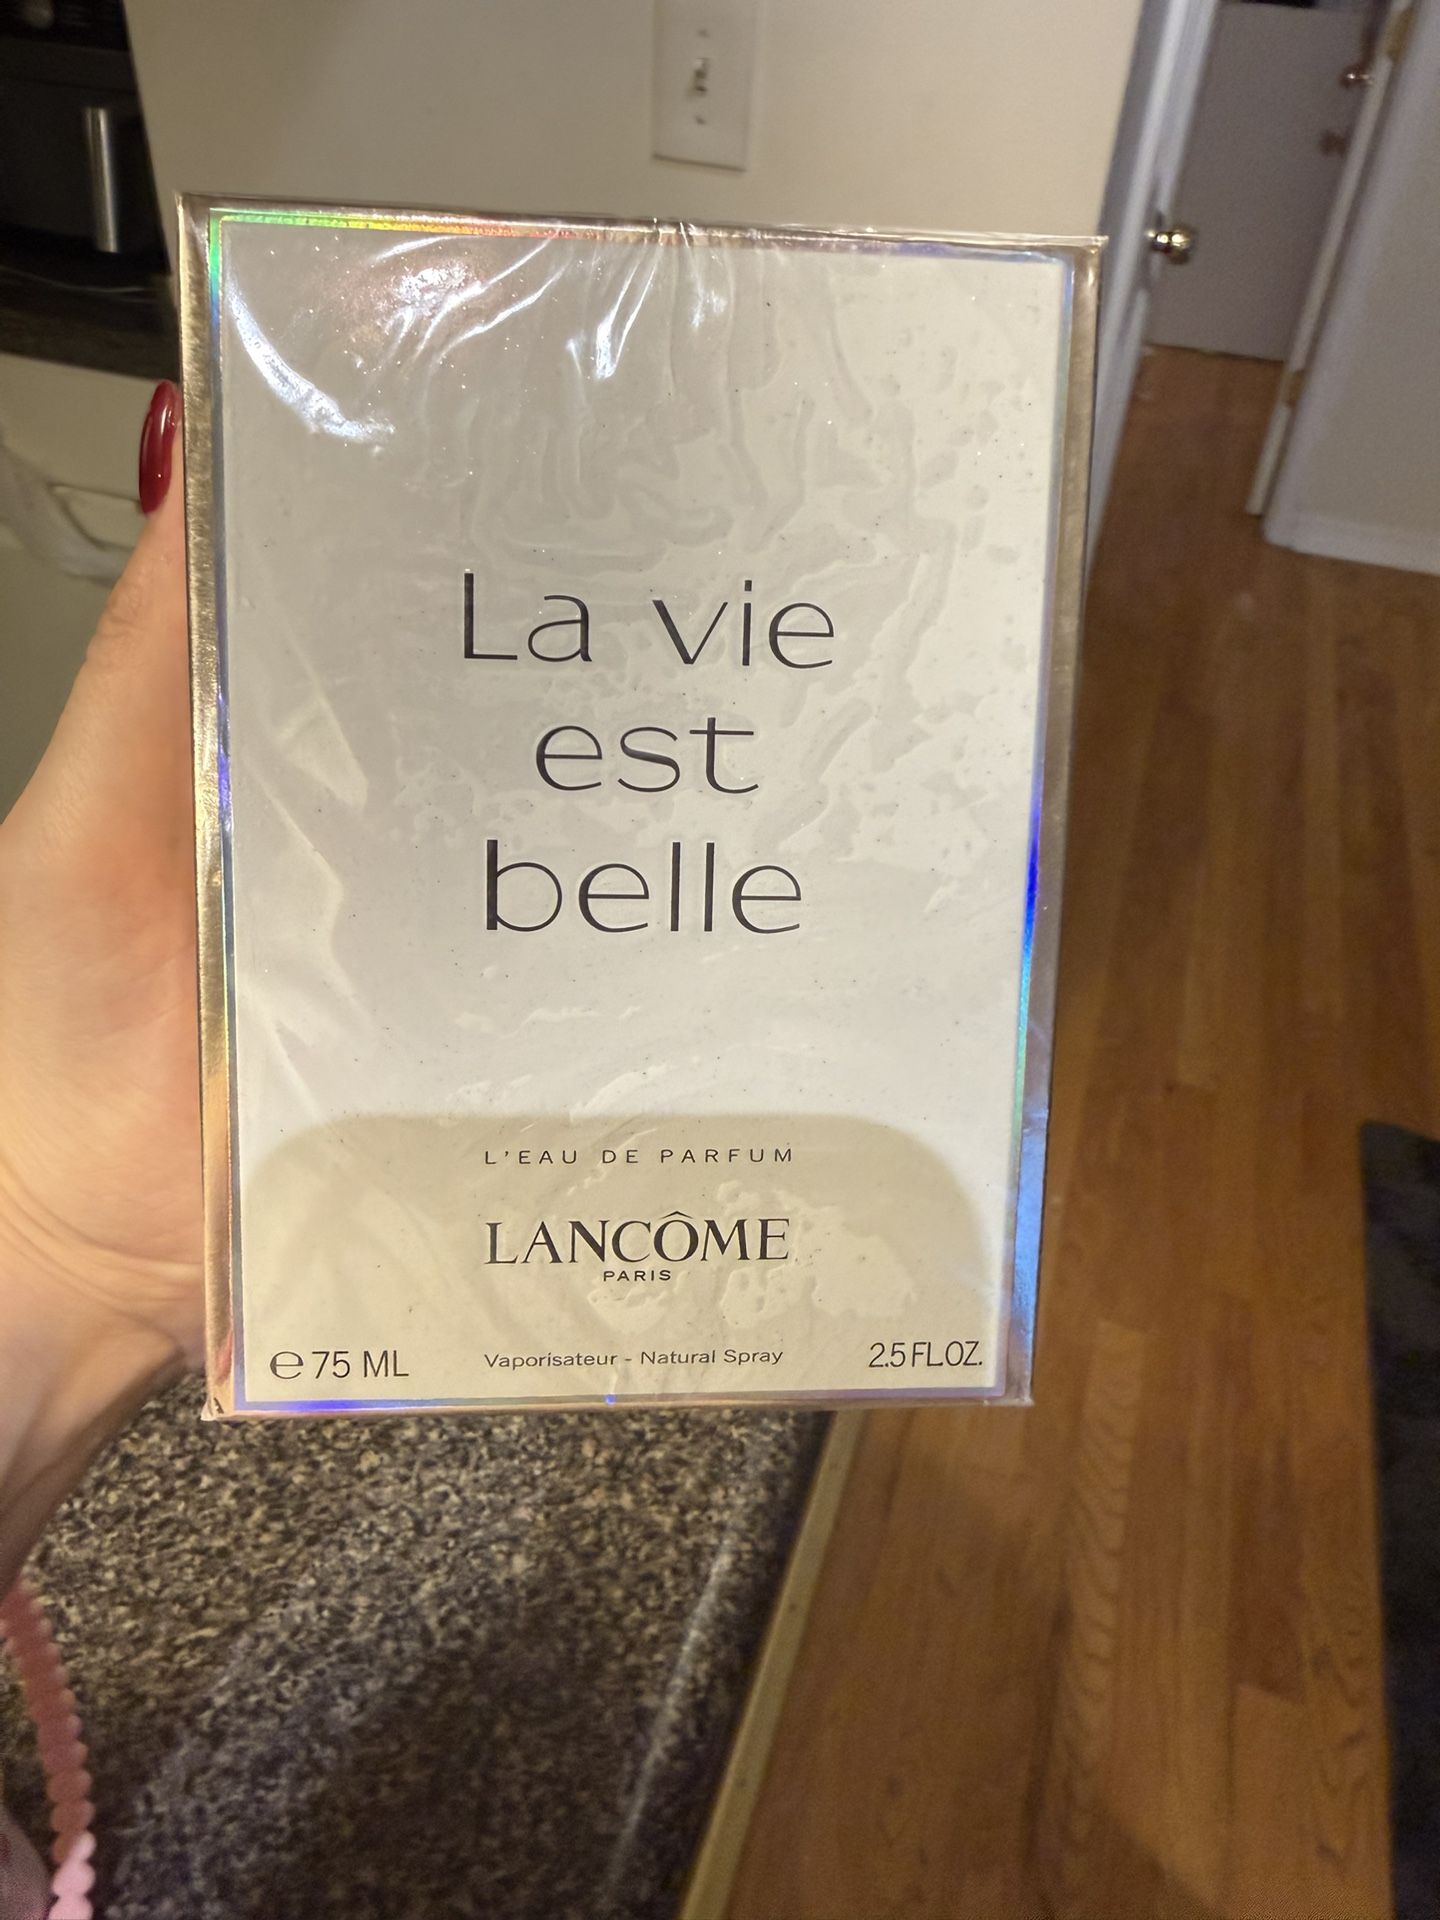 La vie
est
belle
L'EAU DE PARFUM
LANCÔME
PARIS
℮ 75 ML Vaporisateur - Natural Spray 2.5 FL.OZ.